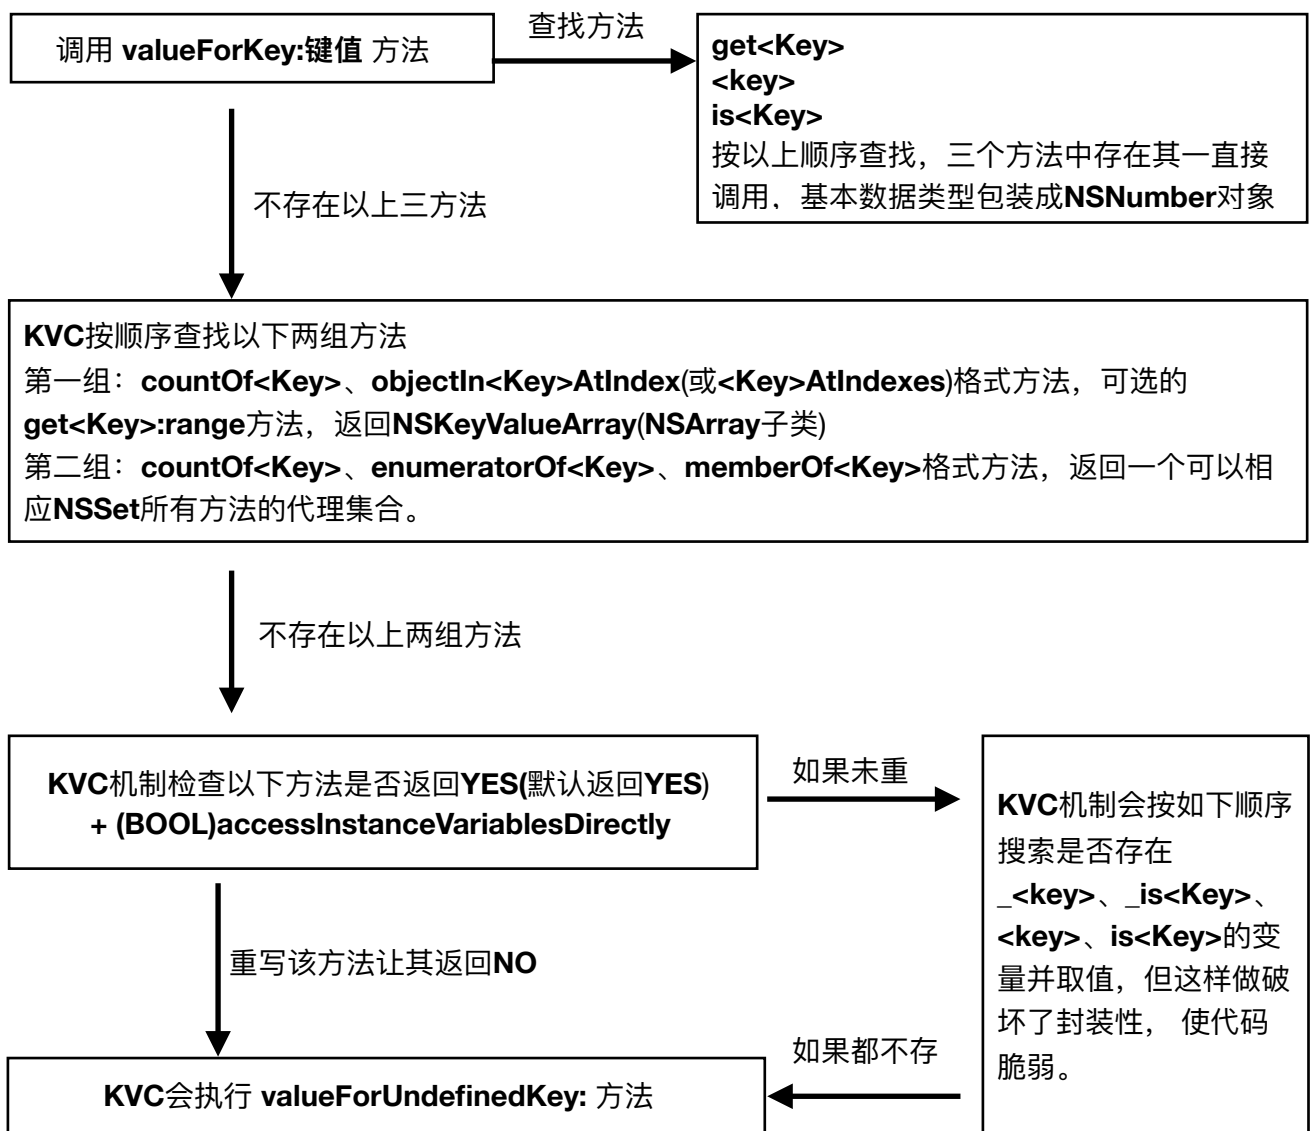 调用 valueForKey:键值 方法
查找方法
get<Key>
<key>
is<Key>
按以上顺序查找，三个方法中存在其一直接
调用，基本数据类型包装成NSNumber对象
不存在以上三方法
KVC按顺序查找以下两组方法
第一组：countOf<Key>、objectIn<Key>AtIndex(或<Key>AtIndexes)格式方法，可选的
get<Key>:range方法，返回NSKeyValueArray(NSArray子类)
第二组：countOf<Key>、enumeratorOf<Key>、memberOf<Key>格式方法，返回一个可以相
应NSSet所有方法的代理集合。
不存在以上两组方法
KVC机制检查以下方法是否返回YES(默认返回YES)
+ (BOOL)accessInstanceVariablesDirectly
如果未重
KVC机制会按如下顺序
搜索是否存在
_<key>、_is<Key>、
<key>、is<Key>的变
量并取值，但这样做破
坏了封装性， 使代码
脆弱。
重写该方法让其返回NO
如果都不存
KVC会执行 valueForUndefinedKey: 方法